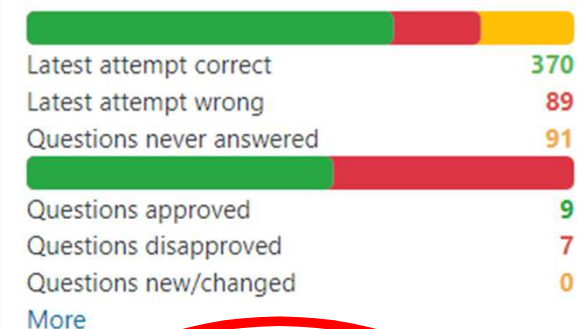 Latest attempt correct 370
Latest attempt wrong 89
Questions never answered 91
Questions approved 9
Questions disapproved 7
Questions new/changed 0
More